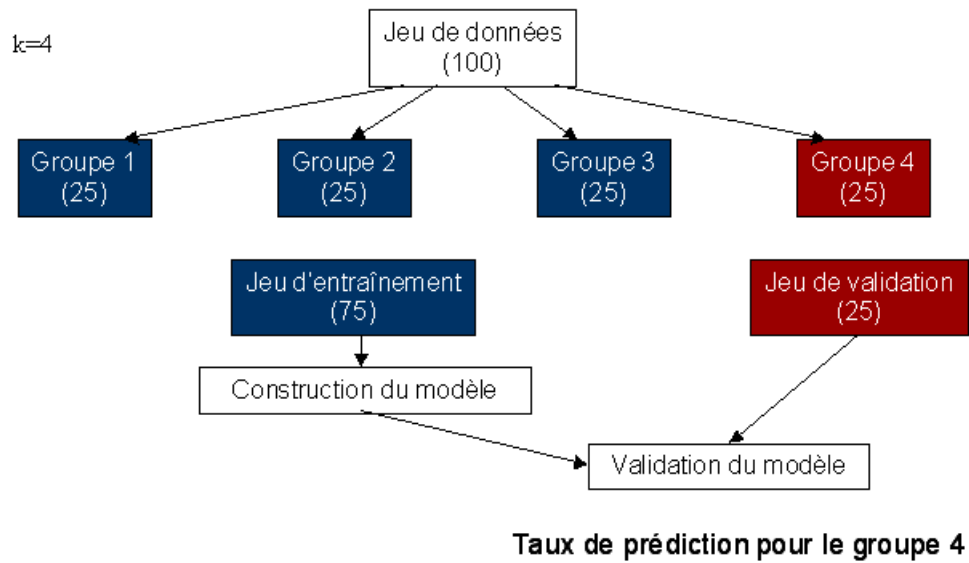 k=4
Jeu de données
(100)
Groupe 1
(25)
Groupe 2
(25)
Groupe 3
(25)
Groupe 4
(25)
Jeu d'entraînement
(75)
Jeu de validation
(25)
Construction du modèle
Validation du modèle
Taux de prédiction pour le groupe 4